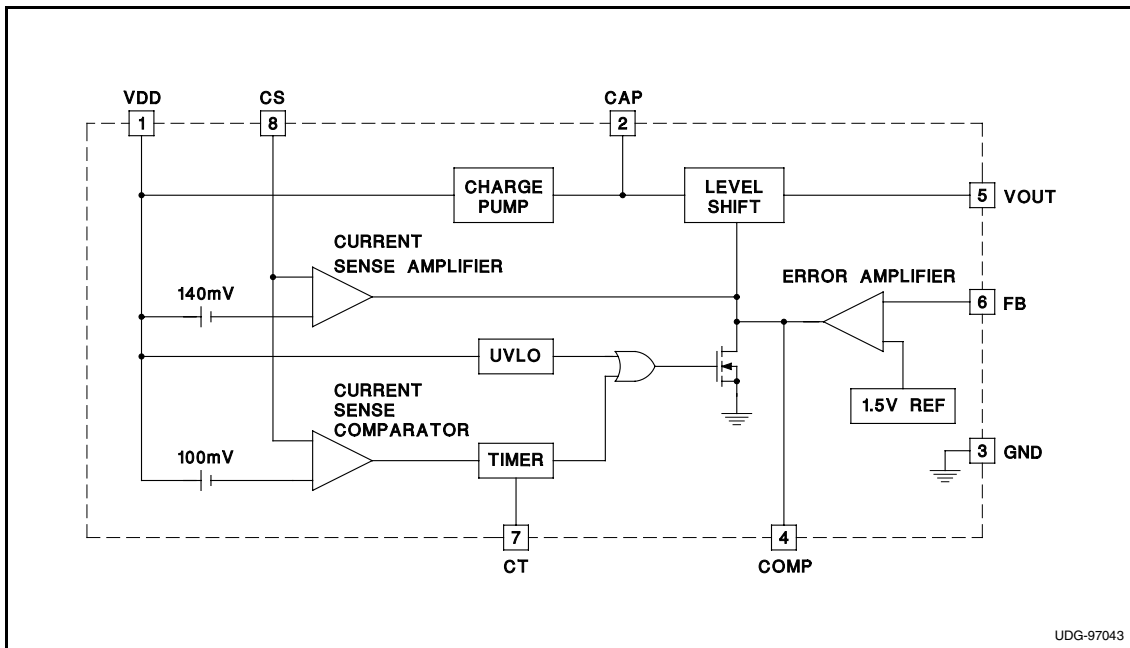 VDD
CS
CAP
1
8
2
CHARGE
PUMP
LEVEL
SHIFT
5
VOUT
CURRENT
SENSE AMPLIFIER
140mV
ERROR AMPLIFIER
6
FB
UVLO
1.5V REF
CURRENT
SENSE
COMPARATOR
100mV
TIMER
3
GND
7
4
CT
COMP
UDG-97043